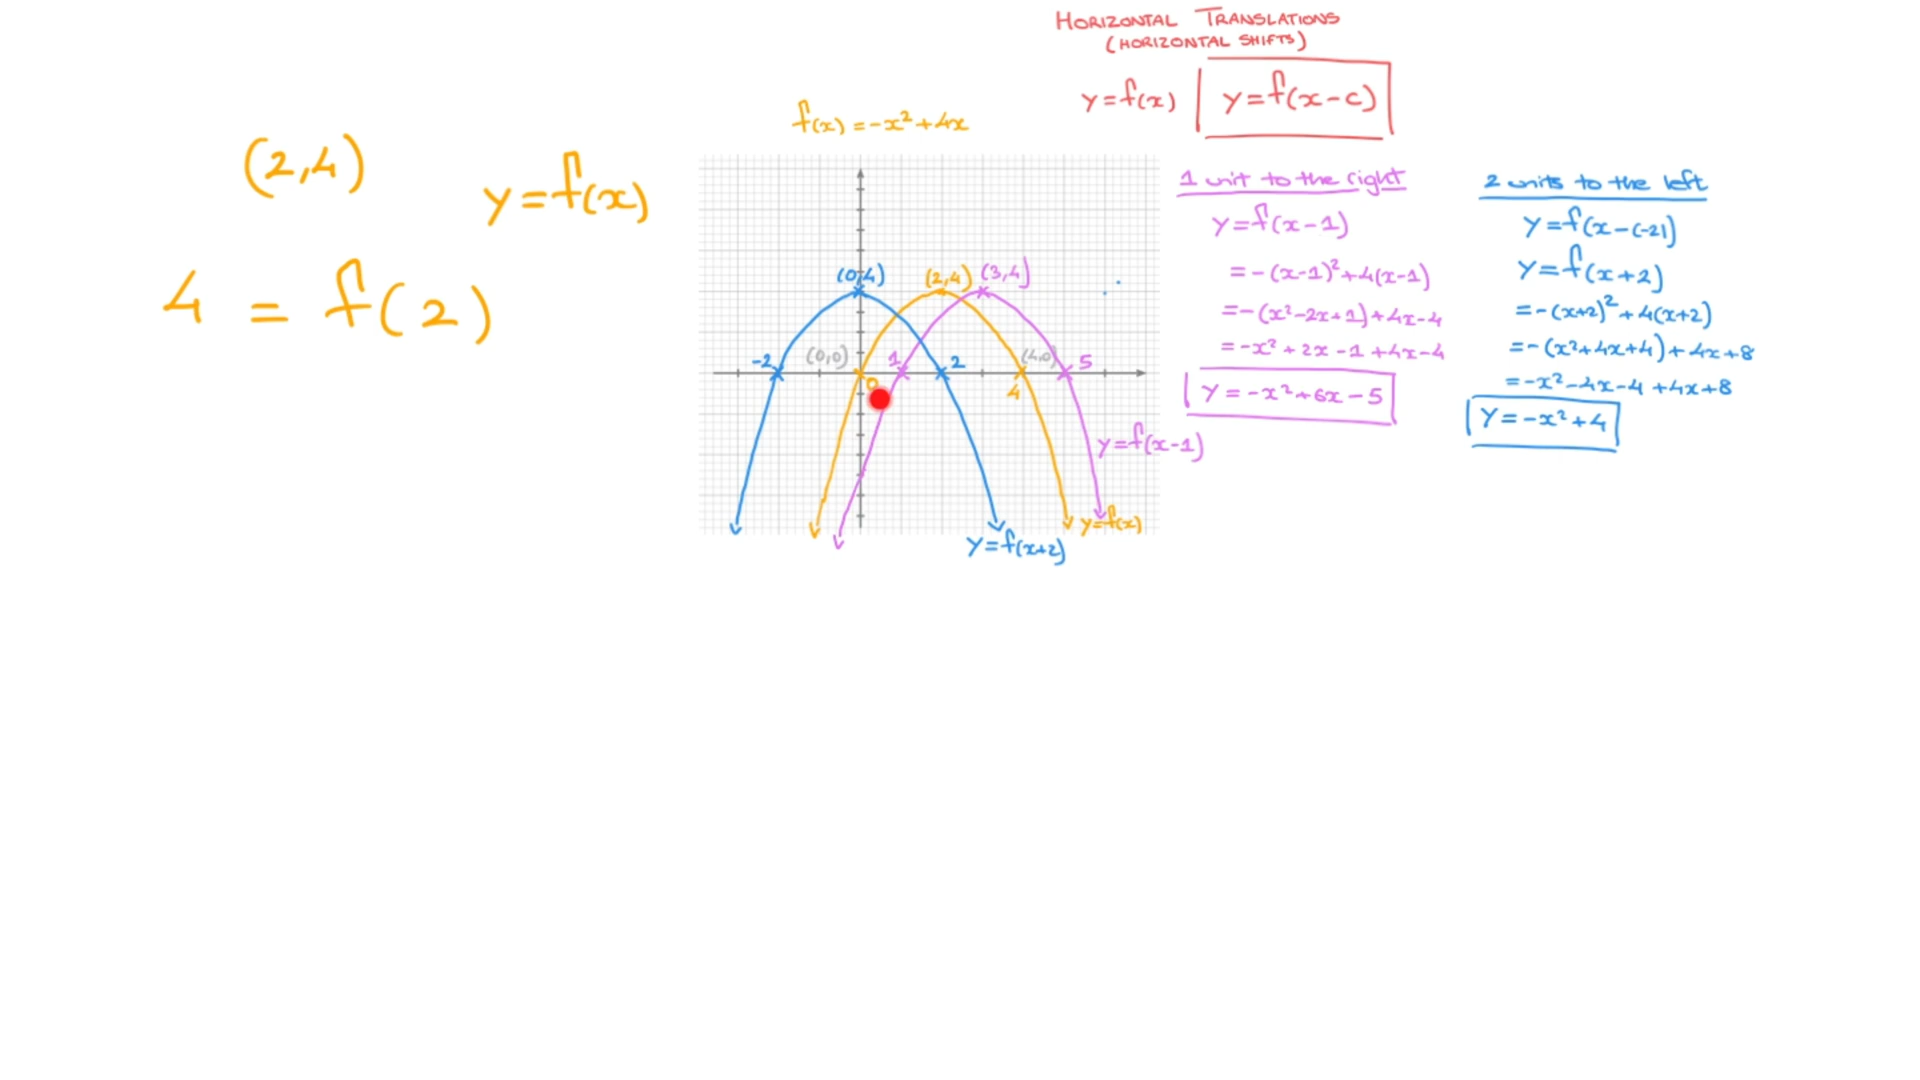 HORIZONTAL TRANSLATIONS
(HORIZONTAL SHIFTS)
y=f(x) y=f(x-c)
f(x)=-x²+4x
(2,4)
y=f(x)
4 = f(2)
(0,4) (2,4) (3,4)
-2 (0,0) 0 1 2 (4,0) 4 5
y=f(x-1)
y=f(x)
y=f(x+2)
1 unit to the right
y=f(x-1)
=-(x-1)²+4(x-1)
=-(x²-2x+1)+4x-4
=-x²+2x-1+4x-4
y=-x²+6x-5
2 units to the left
y=f(x-(-2))
y=f(x+2)
=-(x+2)²+4(x+2)
=-(x²+4x+4)+4x+8
=-x²-4x-4+4x+8
y=-x²+4